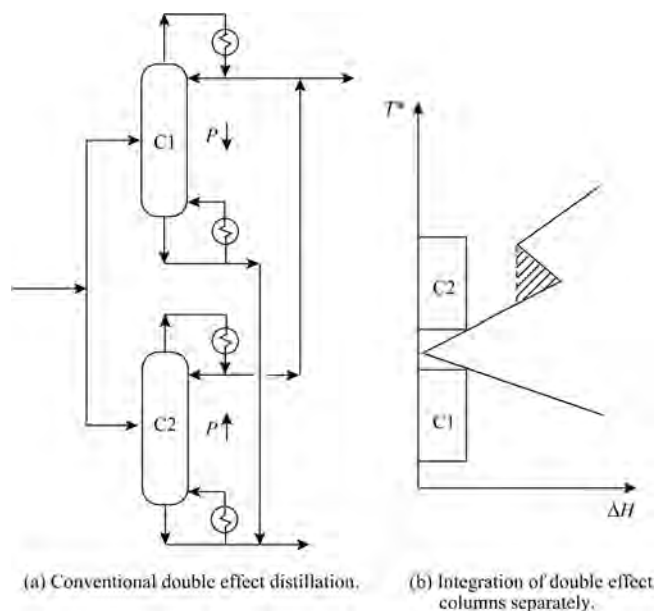 C1
P
C2
P
(a) Conventional double effect distillation.
T*
C2
C1
ΔH
(b) Integration of double effect
columns separately.